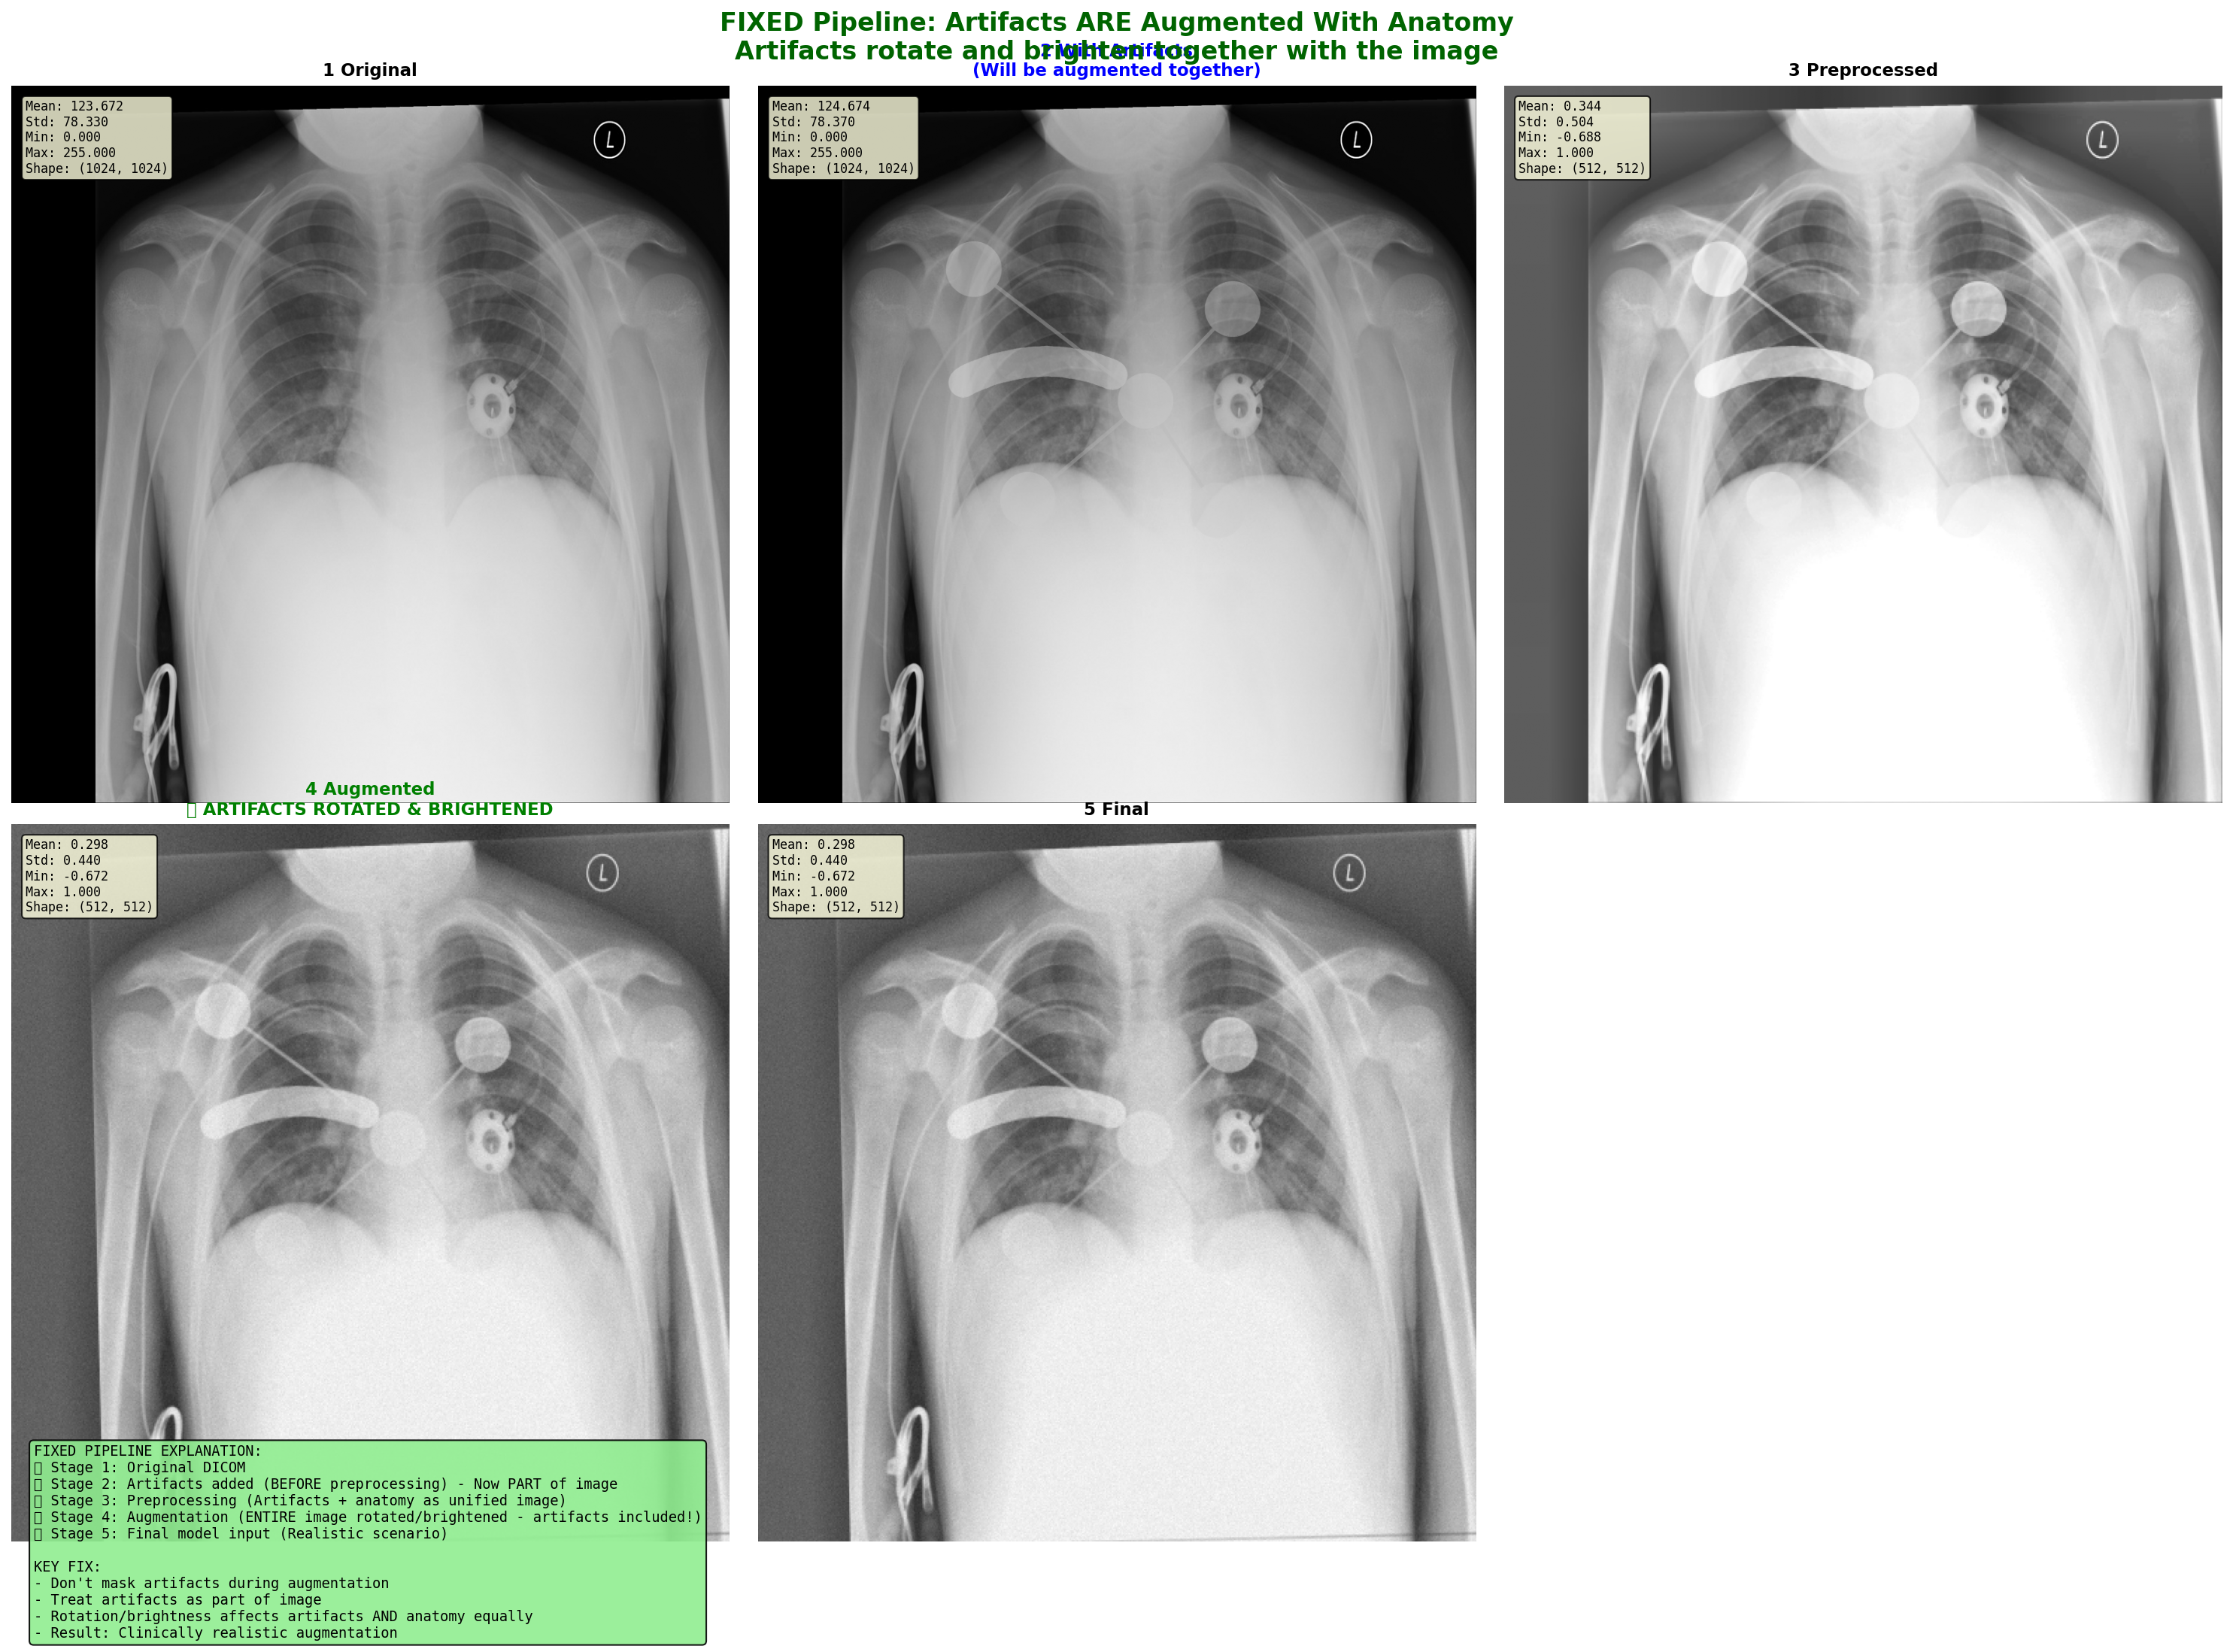 FIXED Pipeline: Artifacts ARE Augmented With Anatomy
Artifacts rotate and brighten together with the image
1 Original
2 With Artifacts
(Will be augmented together)
3 Preprocessed
Mean: 123.672
Std: 78.330
Min: 0.000
Max: 255.000
Shape: (1024, 1024)
L
Mean: 124.674
Std: 78.370
Min: 0.000
Max: 255.000
Shape: (1024, 1024)
L
Mean: 0.344
Std: 0.504
Min: -0.688
Max: 1.000
Shape: (512, 512)
L
4 Augmented
ARTIFACTS ROTATED & BRIGHTENED
5 Final
Mean: 0.298
Std: 0.440
Min: -0.672
Max: 1.000
Shape: (512, 512)
L
Mean: 0.298
Std: 0.440
Min: -0.672
Max: 1.000
Shape: (512, 512)
L
FIXED PIPELINE EXPLANATION:
Stage 1: Original DICOM
Stage 2: Artifacts added (BEFORE preprocessing) - Now PART of image
Stage 3: Preprocessing (Artifacts + anatomy as unified image)
Stage 4: Augmentation (ENTIRE image rotated/brightened - artifacts included!)
Stage 5: Final model input (Realistic scenario)
KEY FIX:
- Don't mask artifacts during augmentation
- Treat artifacts as part of image
- Rotation/brightness affects artifacts AND anatomy equally
- Result: Clinically realistic augmentation